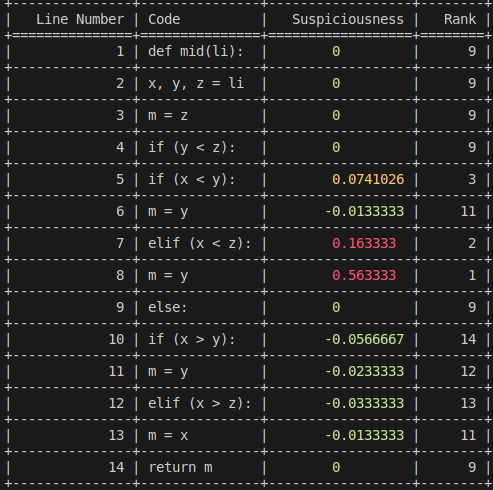 Line Number | Code | Suspiciousness | Rank
1 | def mid(li): | 0 | 9
2 | x, y, z = li | 0 | 9
3 | m = z | 0 | 9
4 | if (y < z): | 0 | 9
5 | if (x < y): | 0.0741026 | 3
6 | m = y | -0.0133333 | 11
7 | elif (x < z): | 0.163333 | 2
8 | m = y | 0.563333 | 1
9 | else: | 0 | 9
10 | if (x > y): | -0.0566667 | 14
11 | m = y | -0.0233333 | 12
12 | elif (x > z): | -0.0333333 | 13
13 | m = x | -0.0133333 | 11
14 | return m | 0 | 9